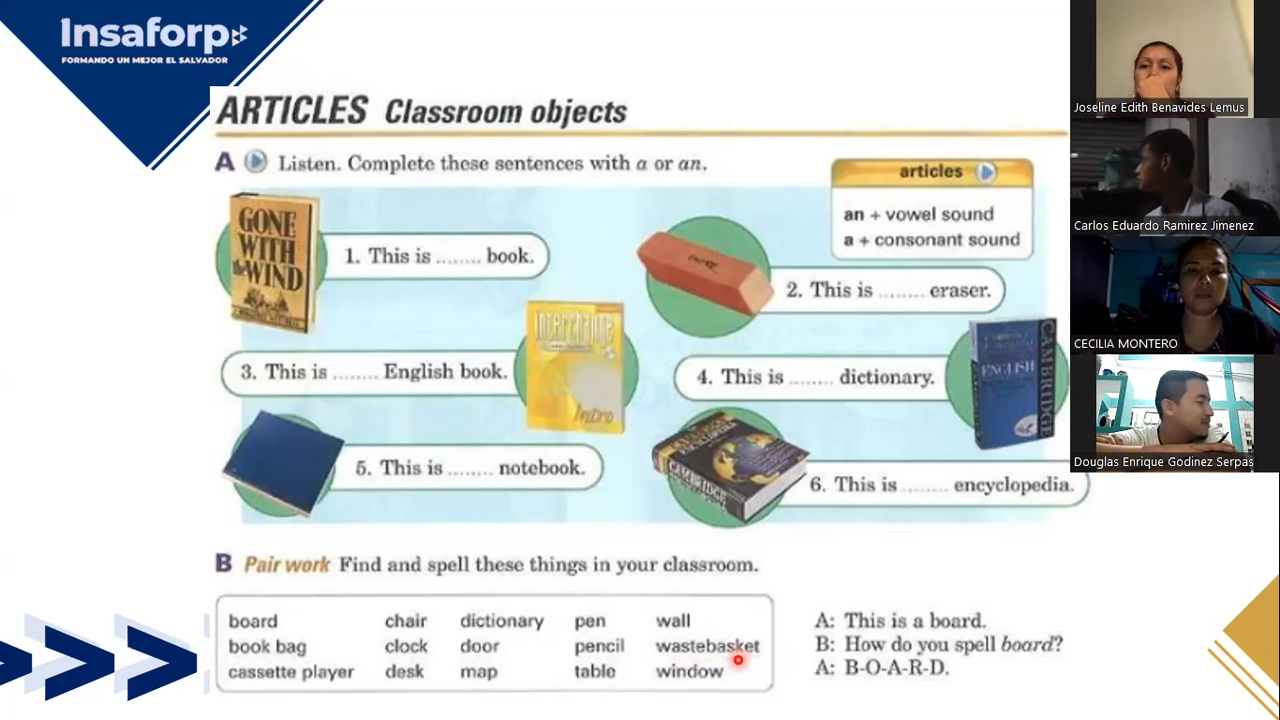 Insaforp
FORMANDO UN MEJOR EL SALVADOR
ARTICLES Classroom objects
A Listen. Complete these sentences with a or an.
articles
an + vowel sound
a + consonant sound
GONE
WITH
the WIND
1. This is ........ book.
2. This is ........ eraser.
3. This is ........ English book.
Interchange
Intro
4. This is ........ dictionary.
ENGLISH
CAMBRIDGE
5. This is ........ notebook.
CAMBRIDGE
6. This is ........ encyclopedia.
B Pair work Find and spell these things in your classroom.
board chair dictionary pen wall
book bag clock door pencil wastebasket
cassette player desk map table window
A: This is a board.
B: How do you spell board?
A: B-O-A-R-D.
Joseline Edith Benavides Lemus
Carlos Eduardo Ramirez Jimenez
CECILIA MONTERO
Douglas Enrique Godinez Serpas